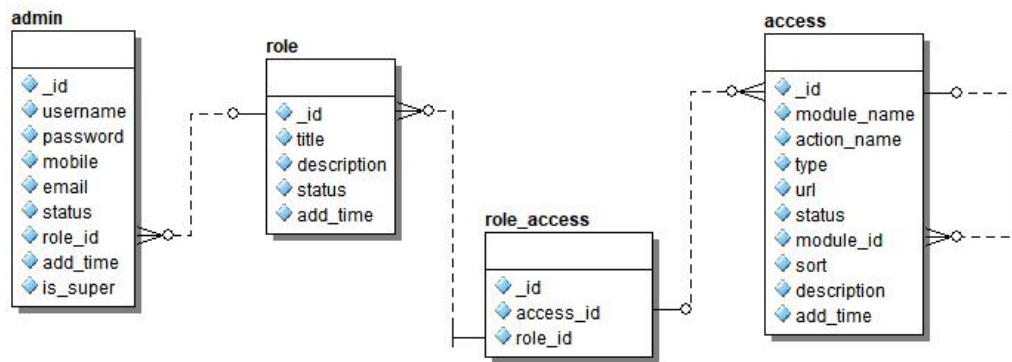 admin
_id
username
password
mobile
email
status
role_id
add_time
is_super
role
_id
title
description
status
add_time
role_access
_id
access_id
role_id
access
_id
module_name
action_name
type
url
status
module_id
sort
description
add_time